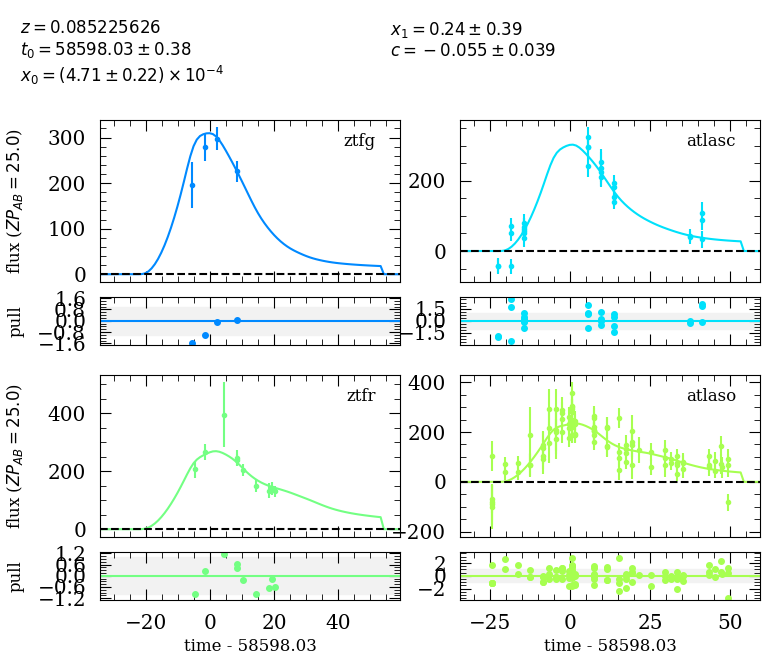 z = 0.085225626
t₀ = 58598.03 ± 0.38
x₀ = (4.71 ± 0.22) × 10⁻⁴
x₁ = 0.24 ± 0.39
c = −0.055 ± 0.039
flux (ZP_AB = 25.0)
300
200
100
0
ztfg
200
0
atlasc
pull
1.6
0.8
0.0
−0.8
−1.6
1.5
0.0
−1.5
flux (ZP_AB = 25.0)
400
200
0
ztfr
400
200
0
−200
atlaso
pull
1.2
0.6
0.0
−0.6
−1.2
2
0
−2
−20 0 20 40
−25 0 25 50
time - 58598.03
time - 58598.03